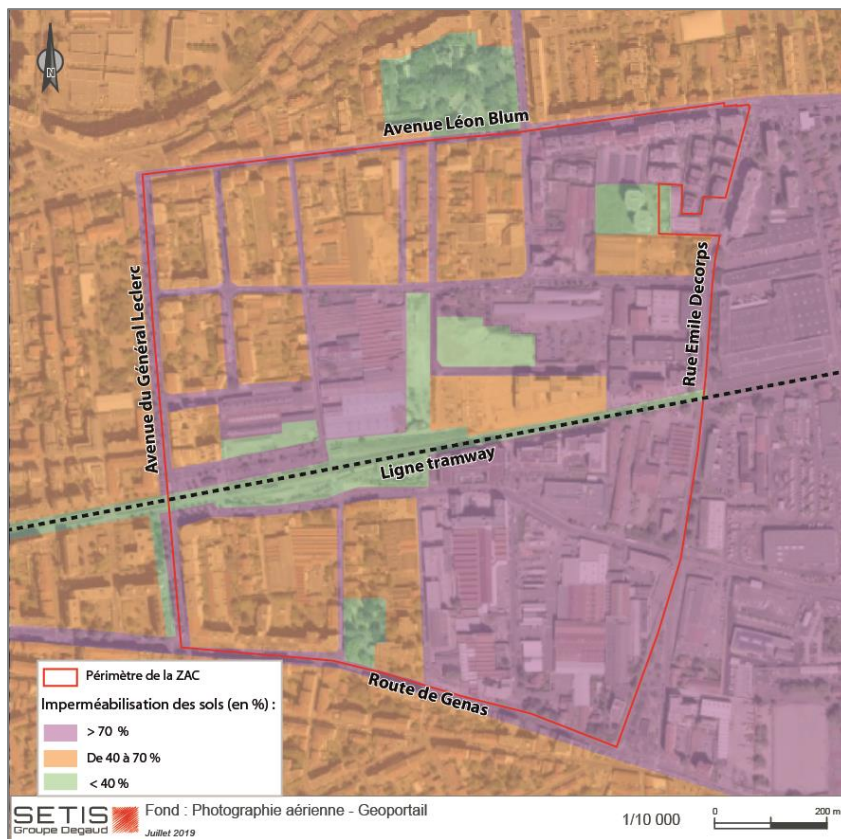 N
Avenue Léon Blum
Avenue du Général Leclerc
Rue Emile Decorps
Ligne tramway
Route de Genas
Périmètre de la ZAC
Imperméabilisation des sols (en %) :
> 70 %
De 40 à 70 %
< 40 %
SETIS
Groupe Degaud
Fond : Photographie aérienne - Geoportail
Juillet 2019
1/10 000
0
200 m